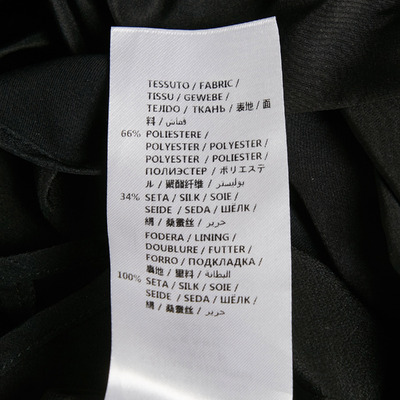 TESSUTO / FABRIC /
TISSU / GEWEBE /
TEJIDO / ТКАНЬ / 表地 / 面
料 / قماش
66% POLIESTERE /
POLYESTER / POLYESTER /
POLYESTER / POLIESTER /
ПОЛИЭСТЕР / ポリエステ
ル / 聚酯纤维 / بوليستر
34% SETA / SILK / SOIE /
SEIDE / SEDA / ШЁЛК /
絹 / 桑蚕丝 / حرير
FODERA / LINING /
DOUBLURE / FUTTER /
FORRO / ПОДКЛАДКА /
裏地 / 里料 / البطانة
100% SETA / SILK / SOIE /
SEIDE / SEDA / ШЁЛК /
絹 / 桑蚕丝 / حرير